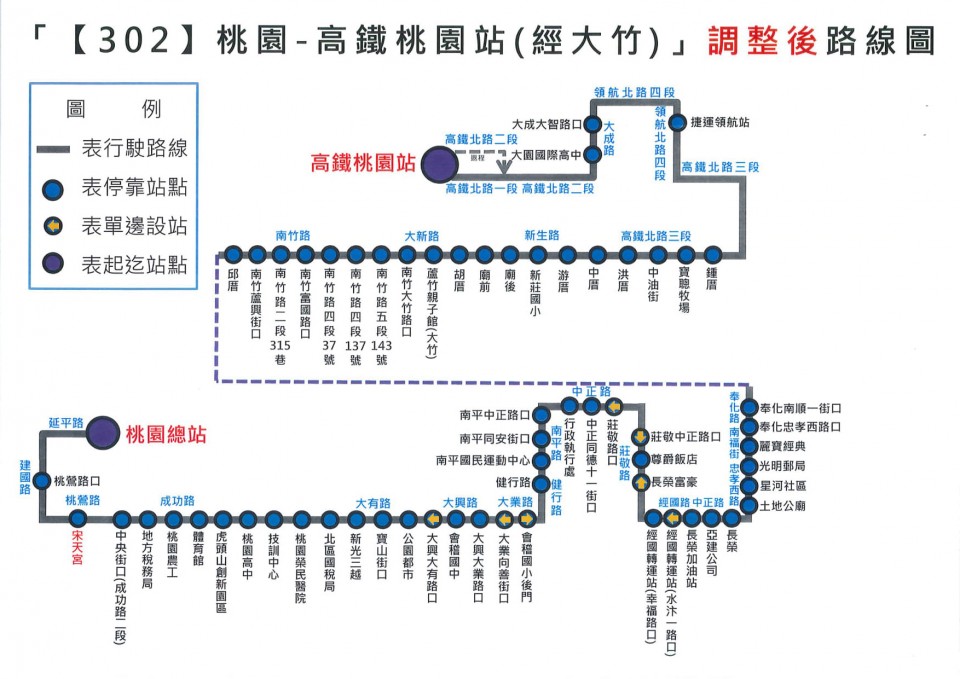 「【302】桃園-高鐵桃園站(經大竹)」調整後路線圖
圖 例
表行駛路線
表停靠站點
表單邊設站
表起迄站點
領航北路四段
大成大智路口
大成路
領航北路四段
捷運領航站
高鐵北路二段
高鐵桃園站
大園國際高中
高鐵北路三段
高鐵北路一段
高鐵北路二段
南竹路
大新路
新生路
高鐵北路三段
邱厝
南竹蘆興街口
南竹路二段315巷
南竹富國路口
南竹路四段37號
南竹路四段137號
南竹路五段143號
南竹大竹路口
蘆竹親子館(大竹)
胡厝
廟前
廟後
新莊國小
游厝
中厝
洪厝
中油街
寶聰牧場
鍾厝
中正路
奉化路
奉化南順一街口
南福街
奉化忠孝西路口
麗寶經典
忠孝西路
光明郵局
星河社區
土地公廟
南平中正路口
南平同安街口
南平路
南平國民運動中心
健行路
健行路
行政執行處
中正同德十一街口
莊敬路口
莊敬中正路口
莊敬路
尊爵飯店
長榮富豪
經國路
中正路
經國轉運站(幸福路口)
經國轉運站(水汴一路口)
長榮加油站
亞建公司
長榮
延平路
桃園總站
建國路
桃鶯路口
桃鶯路
成功路
大有路
大興路
大業路
宋天宮
中央街口(成功路二段)
地方稅務局
桃園農工
體育館
虎頭山創新園區
桃園高中
技訓中心
桃園榮民醫院
北區國稅局
新光三越
寶山街口
公園都市
大興大有路口
會稽國中
大興大業路口
大業向善街口
會稽國小後門